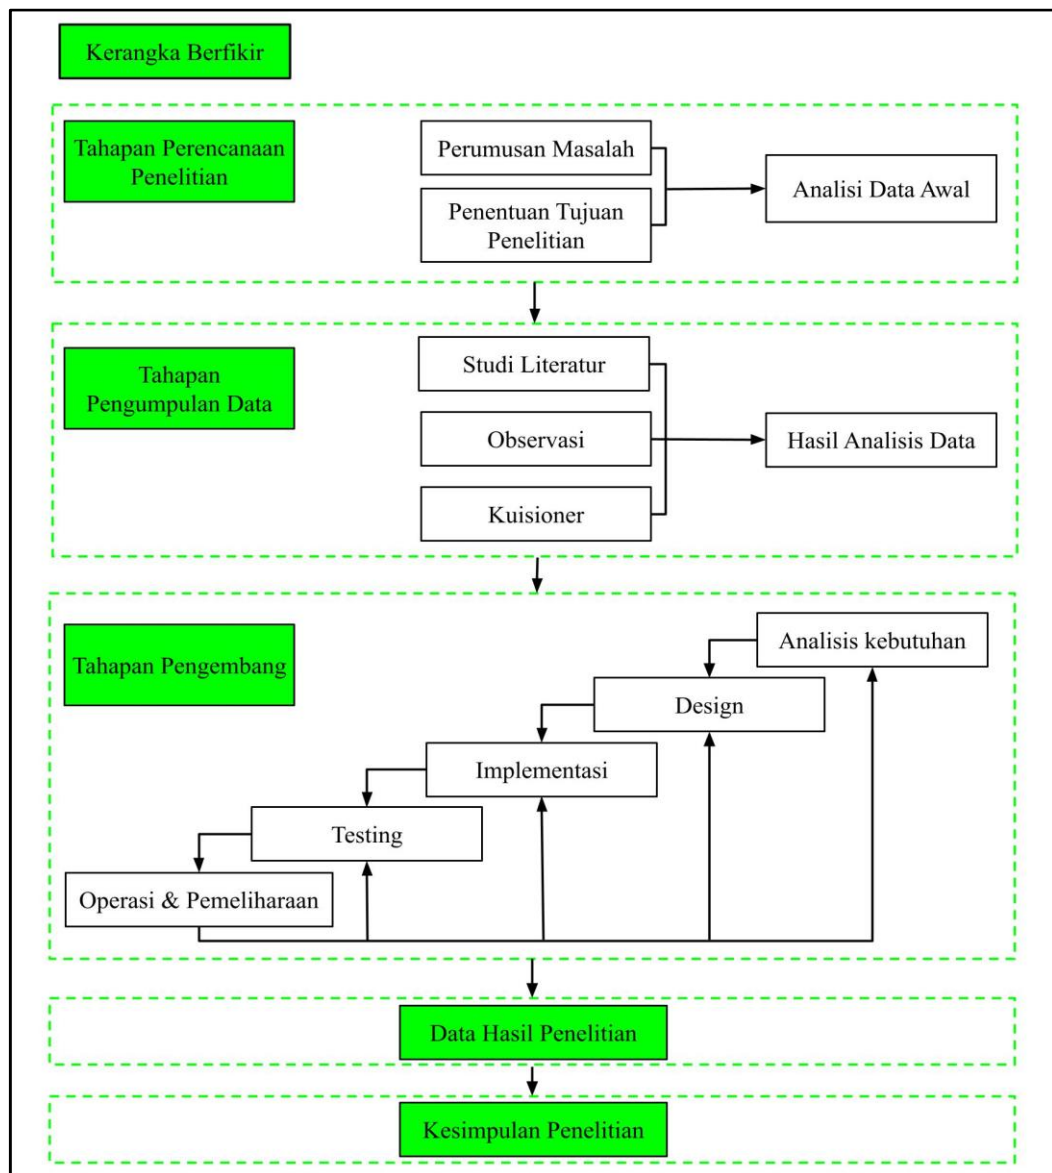 Kerangka Berfikir
Tahapan Perencanaan
Penelitian
Perumusan Masalah
Penentuan Tujuan
Penelitian
Analisi Data Awal
Tahapan
Pengumpulan Data
Studi Literatur
Observasi
Kuisioner
Hasil Analisis Data
Tahapan Pengembang
Analisis kebutuhan
Design
Implementasi
Testing
Operasi & Pemeliharaan
Data Hasil Penelitian
Kesimpulan Penelitian